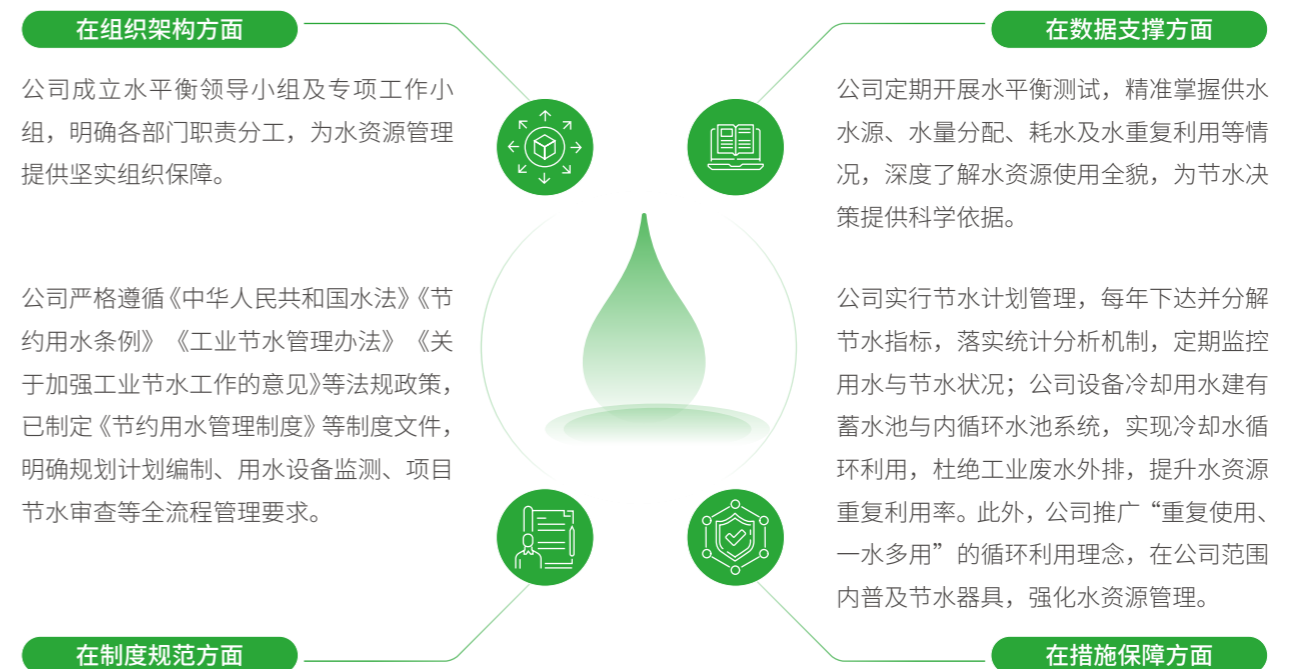 在组织架构方面
公司成立水平衡领导小组及专项工作小
组，明确各部门职责分工，为水资源管理
提供坚实组织保障。
在数据支撑方面
公司定期开展水平衡测试，精准掌握供水
水源、水量分配、耗水及水重复利用等情
况，深度了解水资源使用全貌，为节水决
策提供科学依据。
公司严格遵循《中华人民共和国水法》《节
约用水条例》《工业节水管理办法》《关
于加强工业节水工作的意见》等法规政策，
已制定《节约用水管理制度》等制度文件，
明确规划计划编制、用水设备监测、项目
节水审查等全流程管理要求。
在制度规范方面
公司实行节水计划管理，每年下达并分解
节水指标，落实统计分析机制，定期监控
用水与节水状况；公司设备冷却用水建有
蓄水池与内循环水池系统，实现冷却水循
环利用，杜绝工业废水外排，提升水资源
重复利用率。此外，公司推广“重复使用、
一水多用”的循环利用理念，在公司范围
内普及节水器具，强化水资源管理。
在措施保障方面